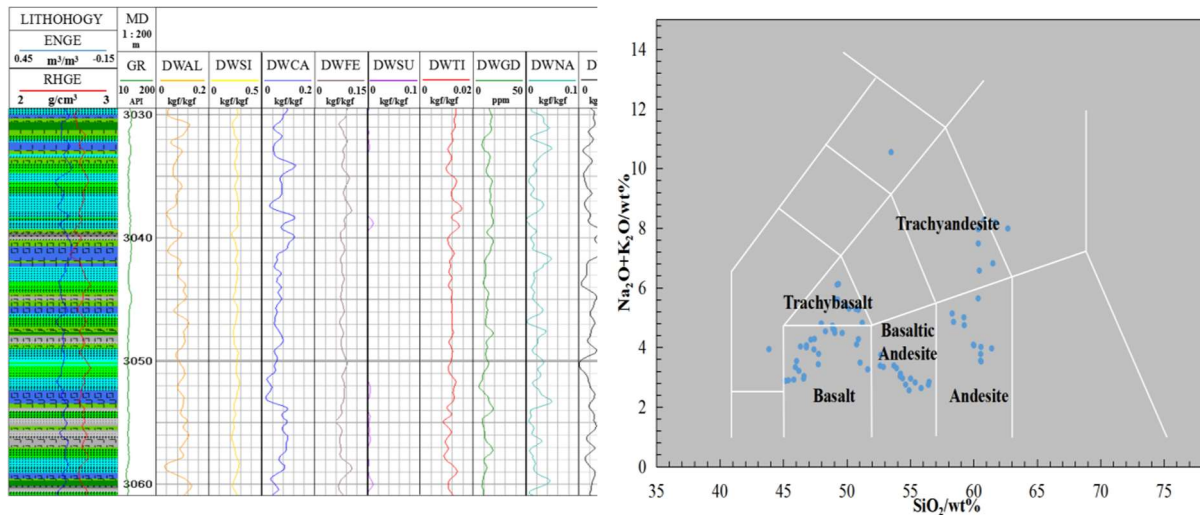 LITHOHOGY
ENGE
0.45 m³/m³ -0.15
RHGE
2 g/cm³ 3
MD
1 : 200
m
GR
10 200
API
DWAL
0 0.2
kgf/kgf
DWSI
0 0.5
kgf/kgf
DWCA
0 0.2
kgf/kgf
DWFE
0 0.15
kgf/kgf
DWSU
0 0.1
kgf/kgf
DWTI
0 0.02
kgf/kgf
DWGD
0 50
ppm
DWNA
0 0.1
kgf/kgf
D
0
kg
3030
3040
3050
3060
Na₂O+K₂O/wt%
14
12
10
8
6
4
2
0
Trachyandesite
Trachybasalt
Basaltic
Andesite
Basalt
Andesite
35 40 45 50 55 60 65 70 75
SiO₂/wt%